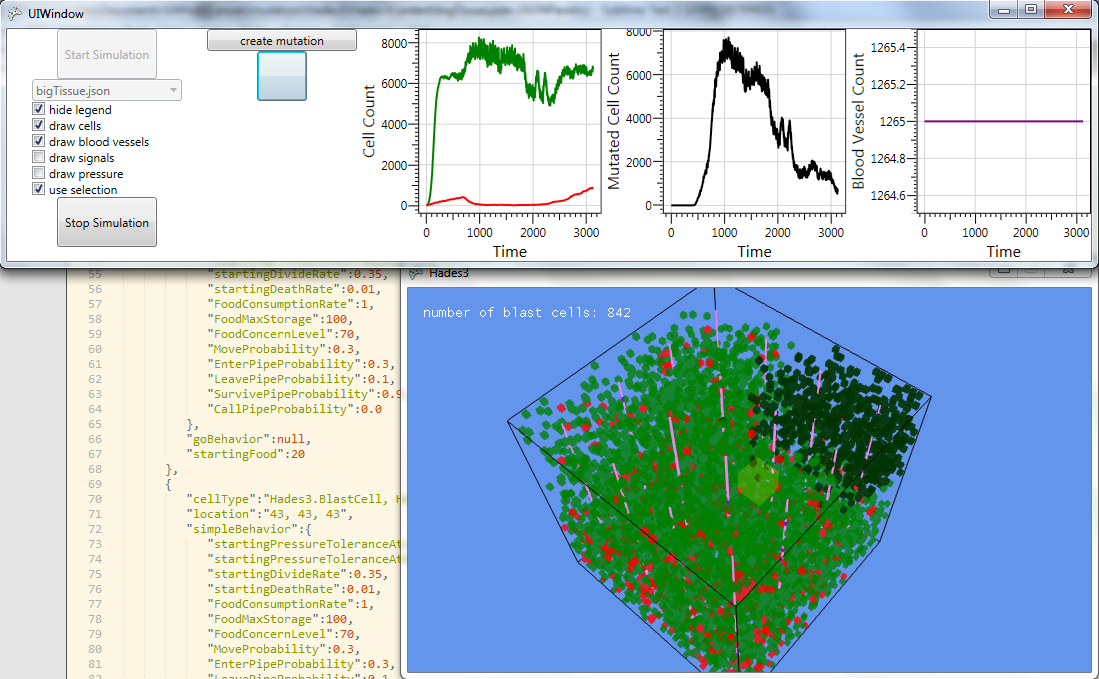 UIWindow
Start Simulation
create mutation
bigTissue.json
hide legend
draw cells
draw blood vessels
draw signals
draw pressure
use selection
Stop Simulation
Cell Count
8000
6000
4000
2000
0
0 1000 2000 3000
Time
Mutated Cell Count
8000
6000
4000
2000
0
0 1000 2000 3000
Time
Blood Vessel Count
1265.4
1265.2
1265
1264.8
1264.6
0 1000 2000 3000
Time
55 "startingDivideRate":0.35,
56 "startingDeathRate":0.01,
57 "FoodConsumptionRate":1,
58 "FoodMaxStorage":100,
59 "FoodConcernLevel":70,
60 "MoveProbability":0.3,
61 "EnterPipeProbability":0.3,
62 "LeavePipeProbability":0.1,
63 "SurvivePipeProbability":0.9
64 "CallPipeProbability":0.0
65 },
66 "goBehavior":null,
67 "startingFood":20
68 },
69 {
70 "cellType":"Hades3.BlastCell, H
71 "location":"43, 43, 43",
72 "simpleBehavior":{
73 "startingPressureToleranceAt
74 "startingPressureToleranceAt
75 "startingDivideRate":0.35,
76 "startingDeathRate":0.01,
77 "FoodConsumptionRate":1,
78 "FoodMaxStorage":100,
79 "FoodConcernLevel":70,
80 "MoveProbability":0.3,
81 "EnterPipeProbability":0.3,
82 "LeavePipeProbability":0.1
Hades3
number of blast cells: 842